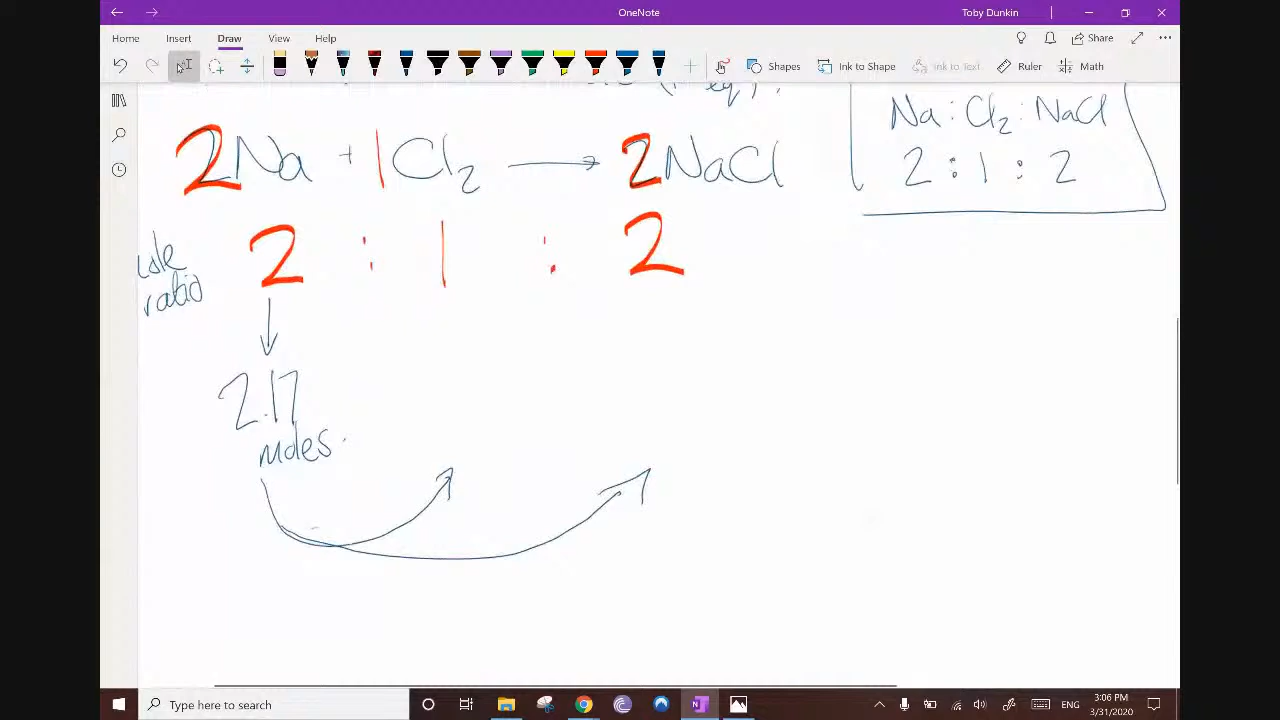 OneNote
Toby Dunkin
Home Insert Draw View Share
Shapes Ink to Shape Ink to Text Ruler Math
Na : Cl₂ : NaCl
2 : 1 : 2
2Na + 1Cl₂ → 2NaCl
2 : 1 : 2
ratio
2.17
moles.
Type here to search
ENG
3:06 PM
3/31/2020